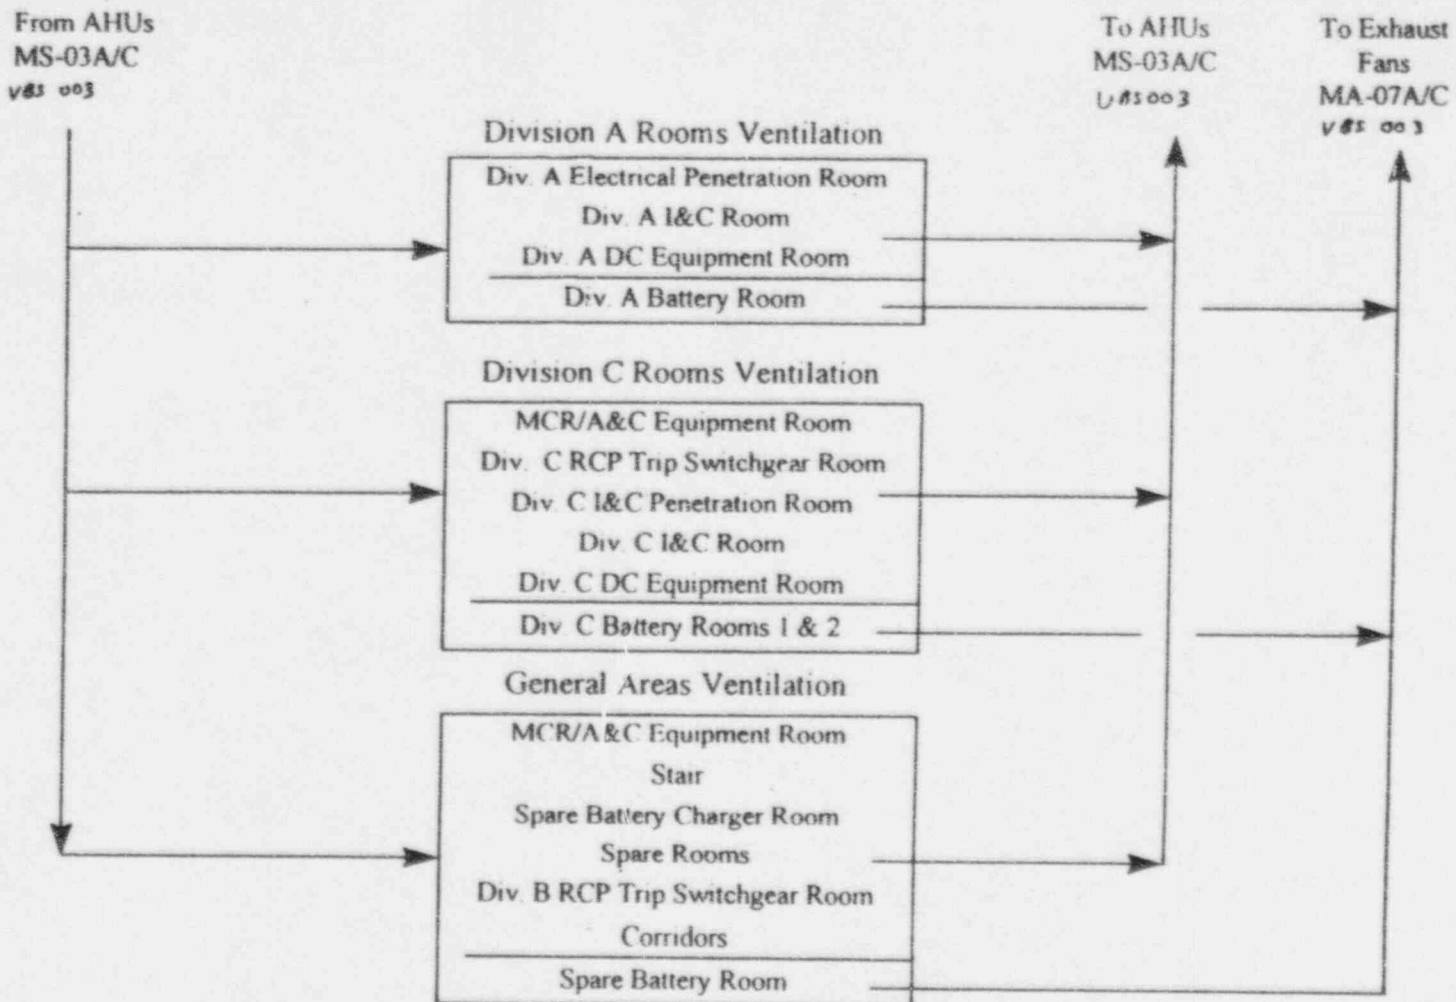 From AHUs
MS-03A/C
VBS 003
To AHUs
MS-03A/C
VBS 003
To Exhaust
Fans
MA-07A/C
VBS 003
Division A Rooms Ventilation
Div. A Electrical Penetration Room
Div. A I&C Room
Div. A DC Equipment Room
Div. A Battery Room
Division C Rooms Ventilation
MCR/A&C Equipment Room
Div. C RCP Trip Switchgear Room
Div. C I&C Penetration Room
Div. C I&C Room
Div. C DC Equipment Room
Div. C Battery Rooms 1 & 2
General Areas Ventilation
MCR/A&C Equipment Room
Stair
Spare Battery Charger Room
Spare Rooms
Div. B RCP Trip Switchgear Room
Corridors
Spare Battery Room